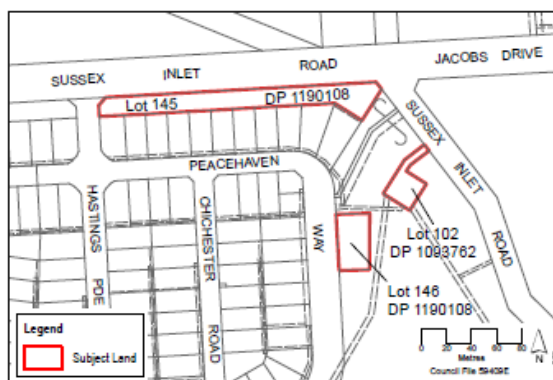 SUSSEX INLET ROAD
JACOBS DRIVE
Lot 145 DP 1190108
SUSSEX INLET ROAD
PEACEHAVEN
WAY
HASTINGS PDE
CHICHESTER ROAD
Lot 102
DP 1093762
Lot 146
DP 1190108
Legend
Subject Land
0 20 40 60 80
Metres
N
Council File 59409E